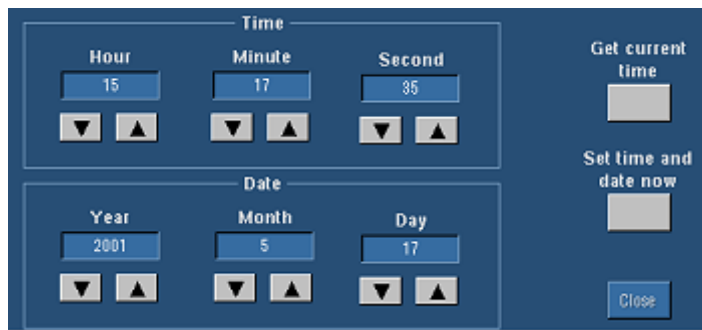 Time
Hour Minute Second
15 17 35
Get current
time
Date
Year Month Day
2001 5 17
Set time and
date now
Close